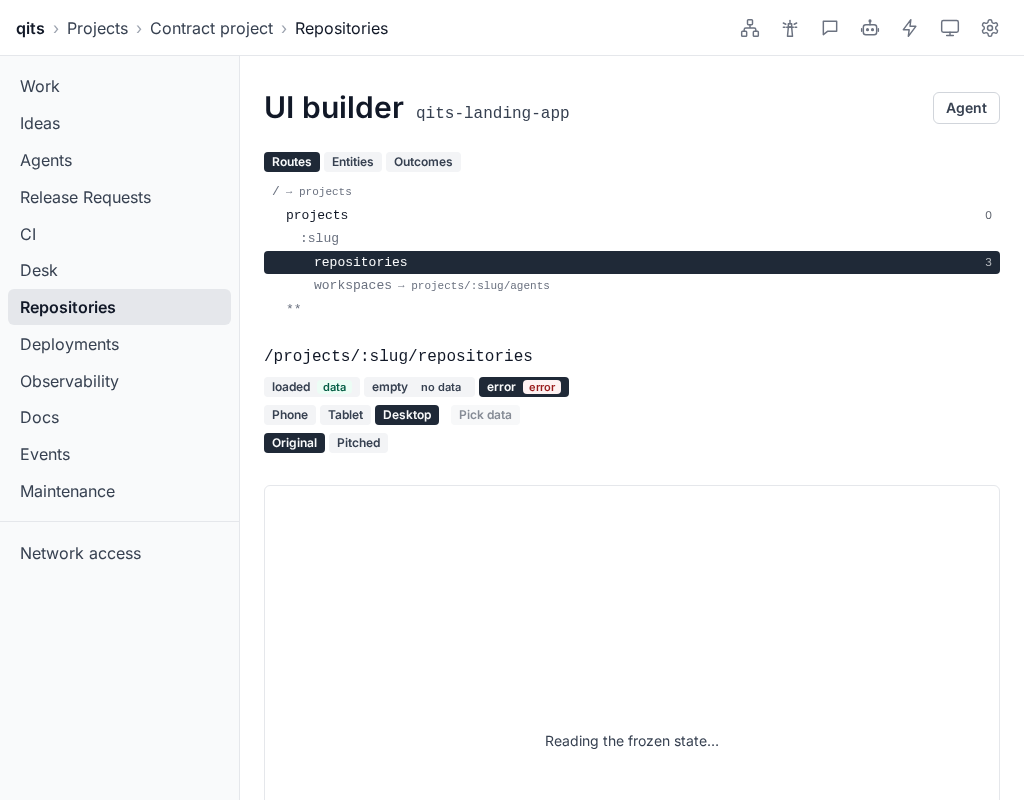 qits › Projects › Contract project › Repositories
Work
Ideas
Agents
Release Requests
CI
Desk
Repositories
Deployments
Observability
Docs
Events
Maintenance
Network access
UI builder qits-landing-app
Agent
Routes Entities Outcomes
/ → projects
projects 0
:slug
repositories 3
workspaces → projects/:slug/agents
**
/projects/:slug/repositories
loaded data empty no data error error
Phone Tablet Desktop Pick data
Original Pitched
Reading the frozen state…